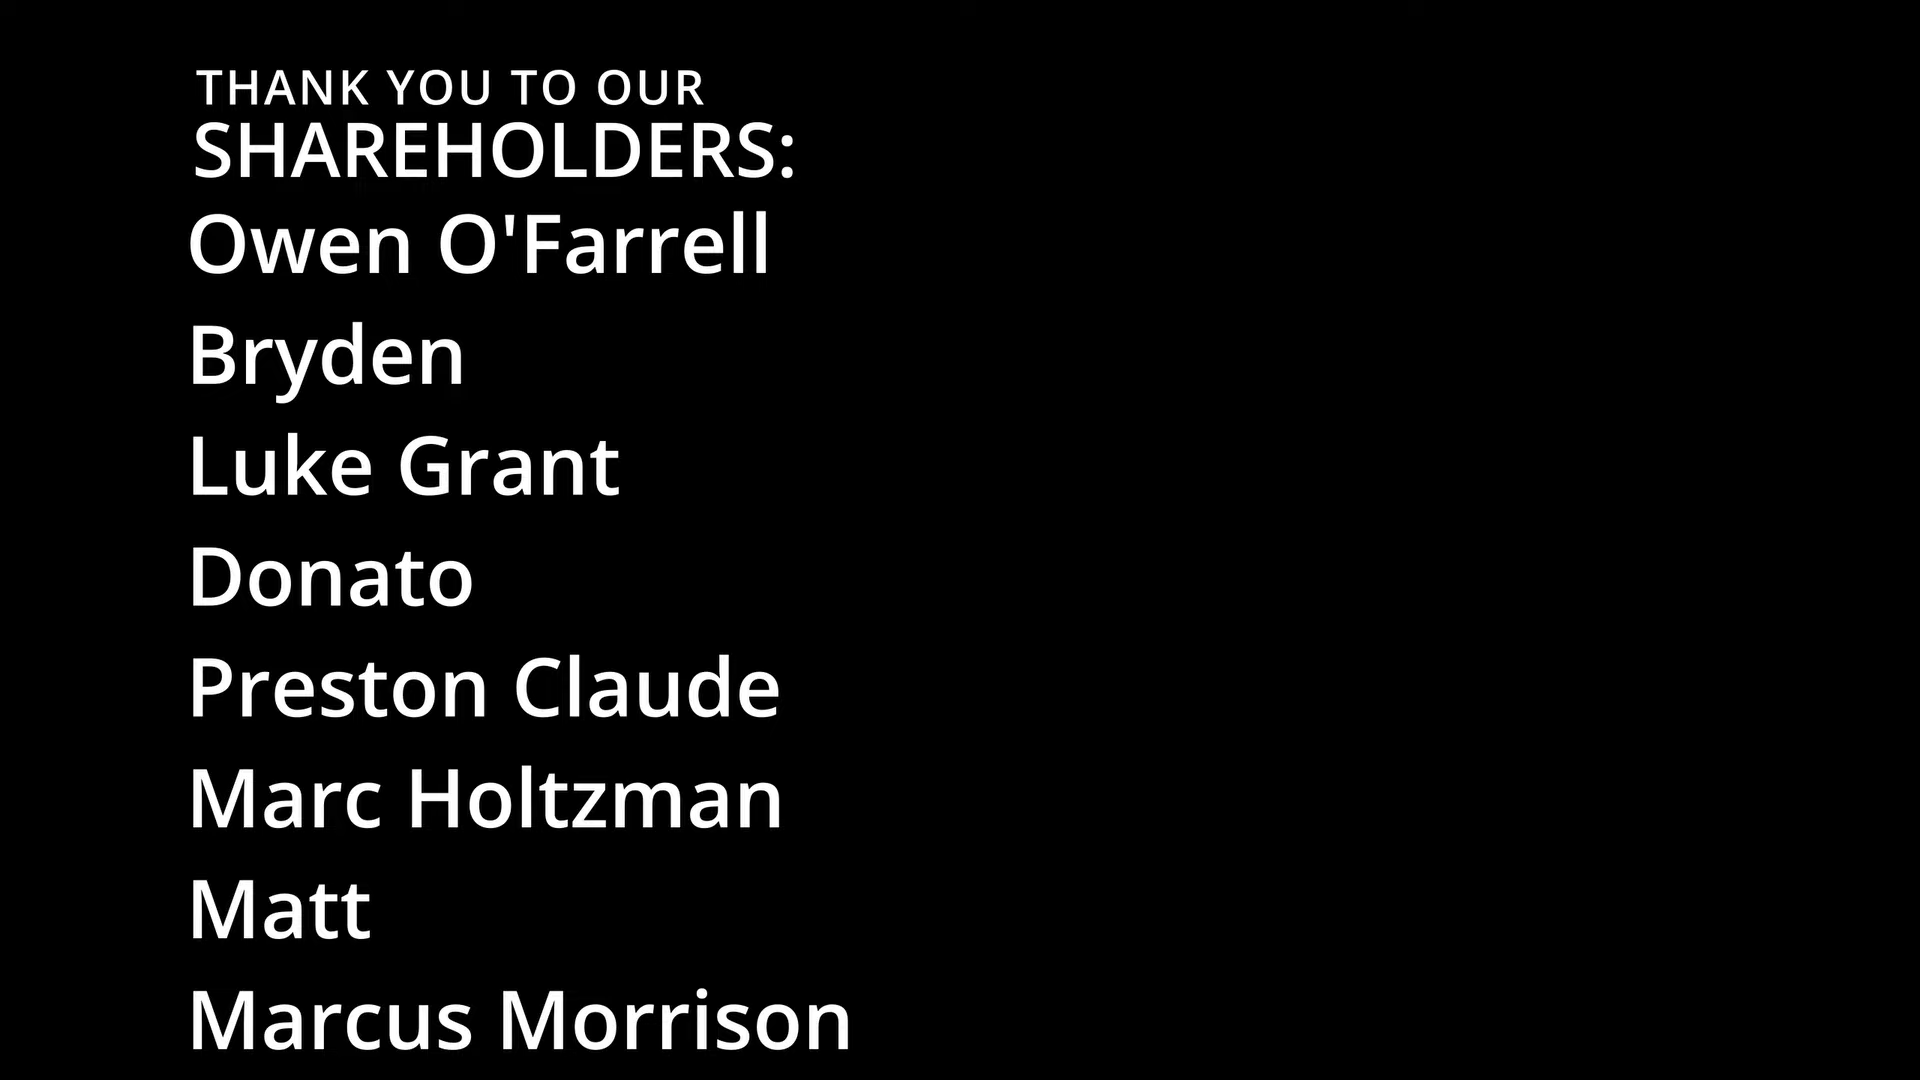 THANK YOU TO OUR
SHAREHOLDERS:
Owen O'Farrell
Bryden
Luke Grant
Donato
Preston Claude
Marc Holtzman
Matt
Marcus Morrison